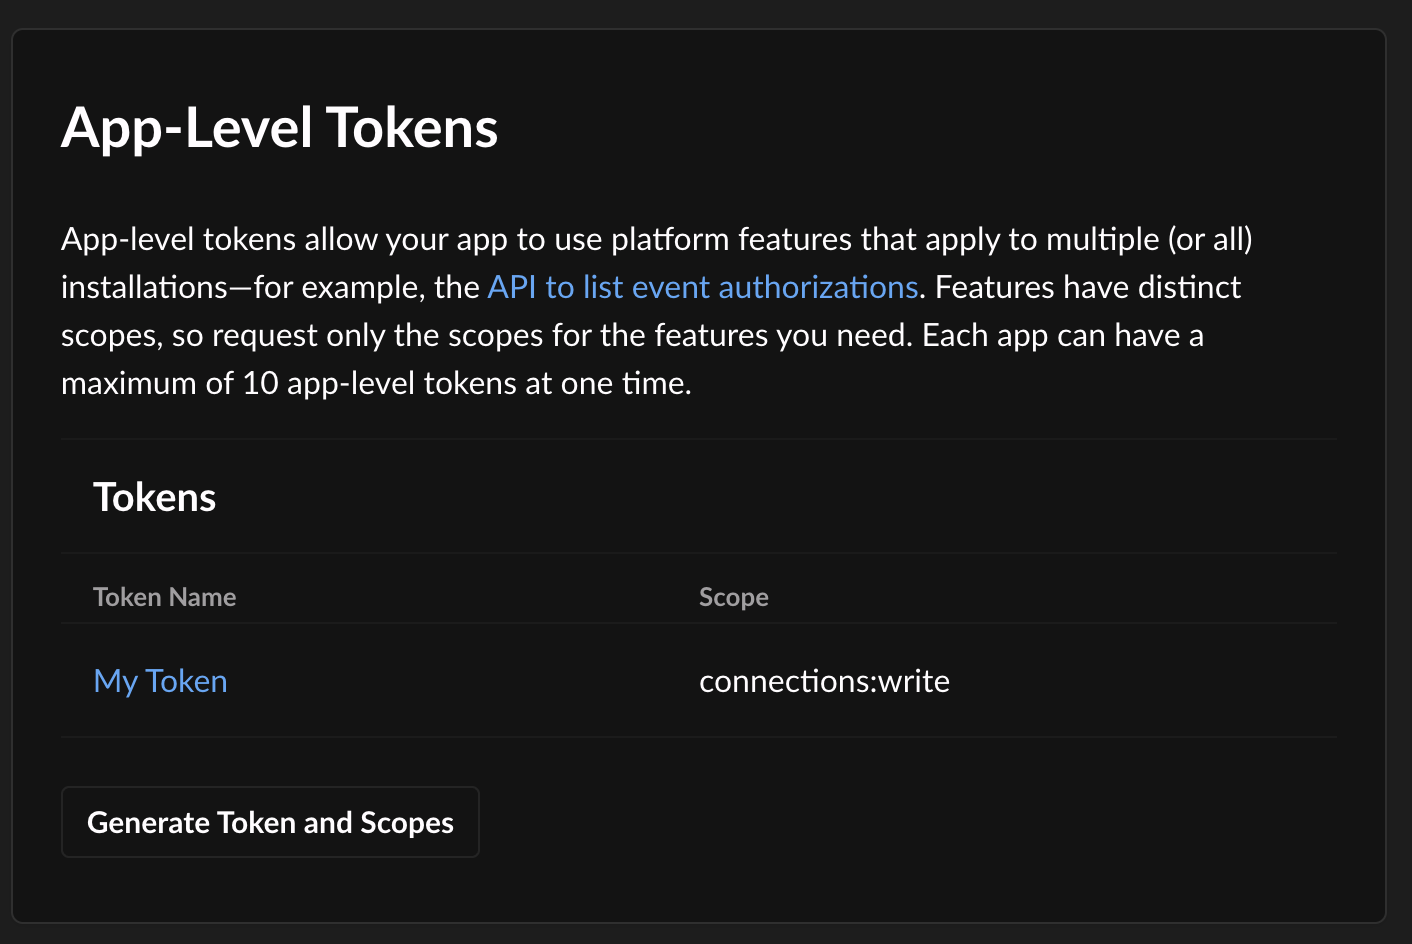 App-Level Tokens
App-level tokens allow your app to use platform features that apply to multiple (or all)
installations—for example, the API to list event authorizations. Features have distinct
scopes, so request only the scopes for the features you need. Each app can have a
maximum of 10 app-level tokens at one time.
Tokens
Token Name Scope
My Token connections:write
Generate Token and Scopes